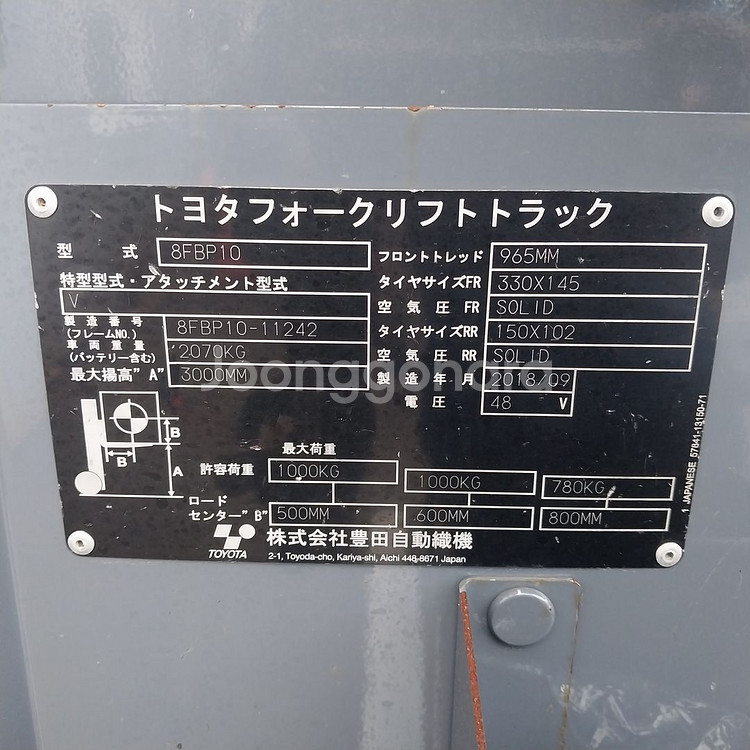 トヨタフォークリフトトラック
型 式 8FBP10
特型型式・アタッチメント型式
V
製造番号
(フレームNO.) 8FBP10-11242
車両重量
(バッテリー含む) 2070KG
最大揚高"A" 3000MM
フロントトレッド 965MM
タイヤサイズFR 330X145
空気圧FR SOLID
タイヤサイズRR 150X102
空気圧RR SOLID
製造年月 2018/09
電圧 48 V
B
B
A
最大荷重
許容荷重 1000KG 1000KG 780KG
ロード
センター"B" 500MM 600MM 800MM
TOYOTA 株式会社豊田自動織機
2-1, Toyoda-cho, Kariya-shi, Aichi 448-8671 Japan
1 JAPANESE 57641-13150-71